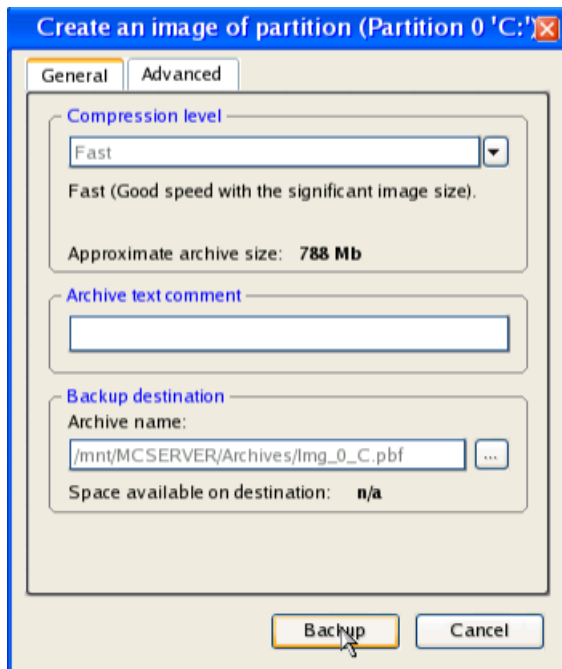 Create an image of partition (Partition 0 'C:')
General
Advanced
Compression level
Fast
Fast (Good speed with the significant image size).
Approximate archive size: 788 Mb
Archive text comment
Backup destination
Archive name:
/mnt/MCSERVER/Archives/Img_0_C.pbf
...
Space available on destination: n/a
Backup
Cancel